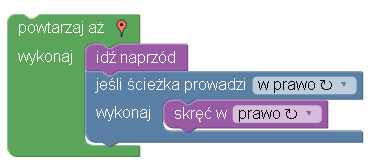 powtarzaj aż
wykonaj idź naprzód
jeśli ścieżka prowadzi w prawo ↻ ▾
wykonaj skręć w prawo ↻ ▾